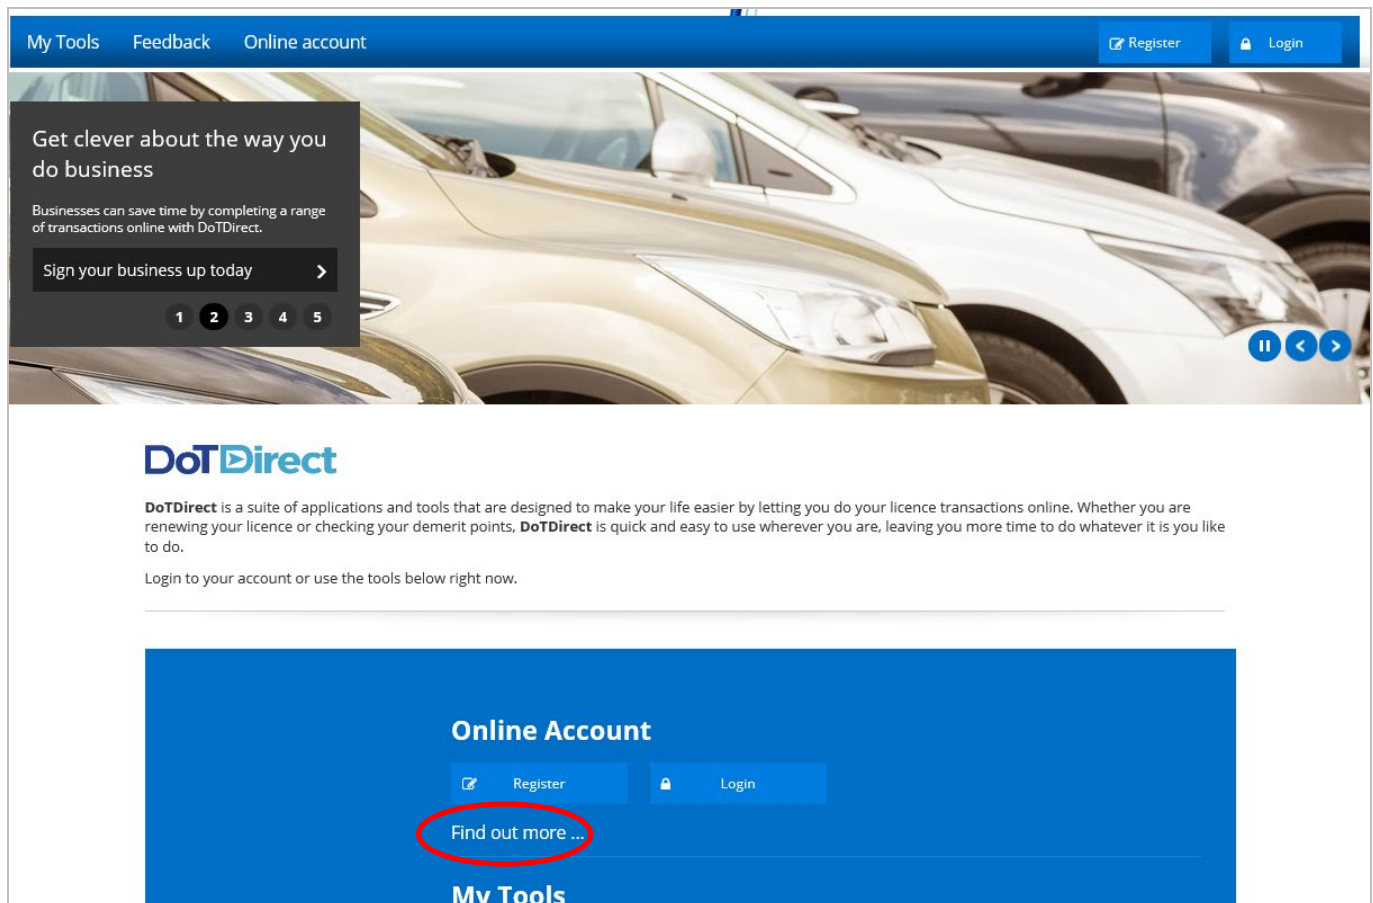 My Tools Feedback Online account Register Login
Get clever about the way you
do business
Businesses can save time by completing a range
of transactions online with DoTDirect.
Sign your business up today
1 2 3 4 5
DoTDirect
DoTDirect is a suite of applications and tools that are designed to make your life easier by letting you do your licence transactions online. Whether you are
renewing your licence or checking your demerit points, DoTDirect is quick and easy to use wherever you are, leaving you more time to do whatever it is you like
to do.
Login to your account or use the tools below right now.
Online Account
Register Login
Find out more ...
My Tools